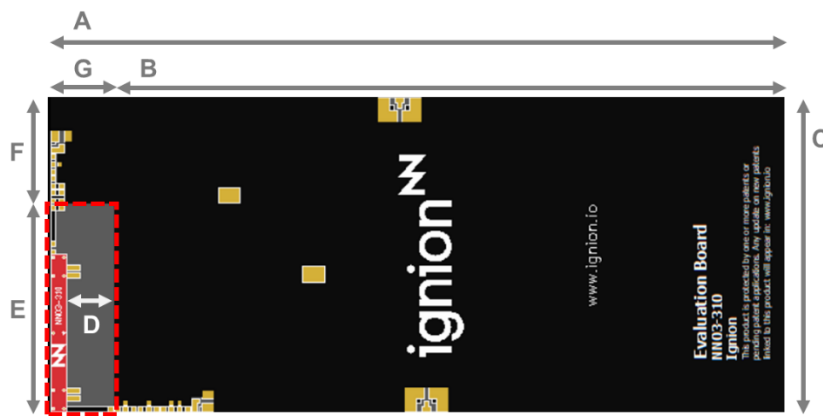 A
G
B
F
C
E
D
NN03-310
ignion
www.ignion.io
Evaluation Board
NN03-310
Ignion
This product is protected by one or more patents or
pending patent applications. Any update on new patents
linked to this product will appear in: www.ignion.io